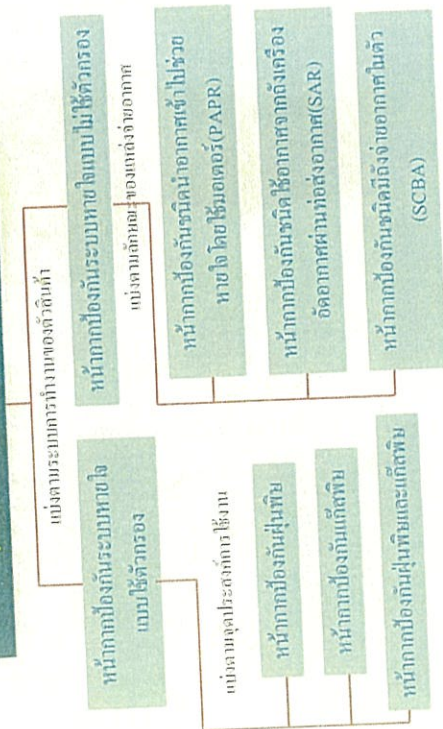 แบ่งตามระบบการทำงานของตัวสินค้า
หน้ากากป้องกันระบบหายใจ
แบบใช้ตัวกรอง
แบ่งตามจุดประสงค์การใช้งาน
หน้ากากป้องกันฝุ่นพิษ
หน้ากากป้องกันแก๊สพิษ
หน้ากากป้องกันฝุ่นพิษและแก๊สพิษ
หน้ากากป้องกันระบบหายใจแบบไม่ใช้ตัวกรอง
แบ่งตามลักษณะของแหล่งจ่ายอากาศ
หน้ากากป้องกันชนิดนำอากาศเข้าไปช่วย
หายใจโดยใช้มอเตอร์(PAPR)
หน้ากากป้องกันชนิดใช้อากาศจากถังเครื่อง
อัดอากาศผ่านท่อส่งอากาศ(SAR)
หน้ากากป้องกันชนิดมีถังจ่ายอากาศในตัว
(SCBA)